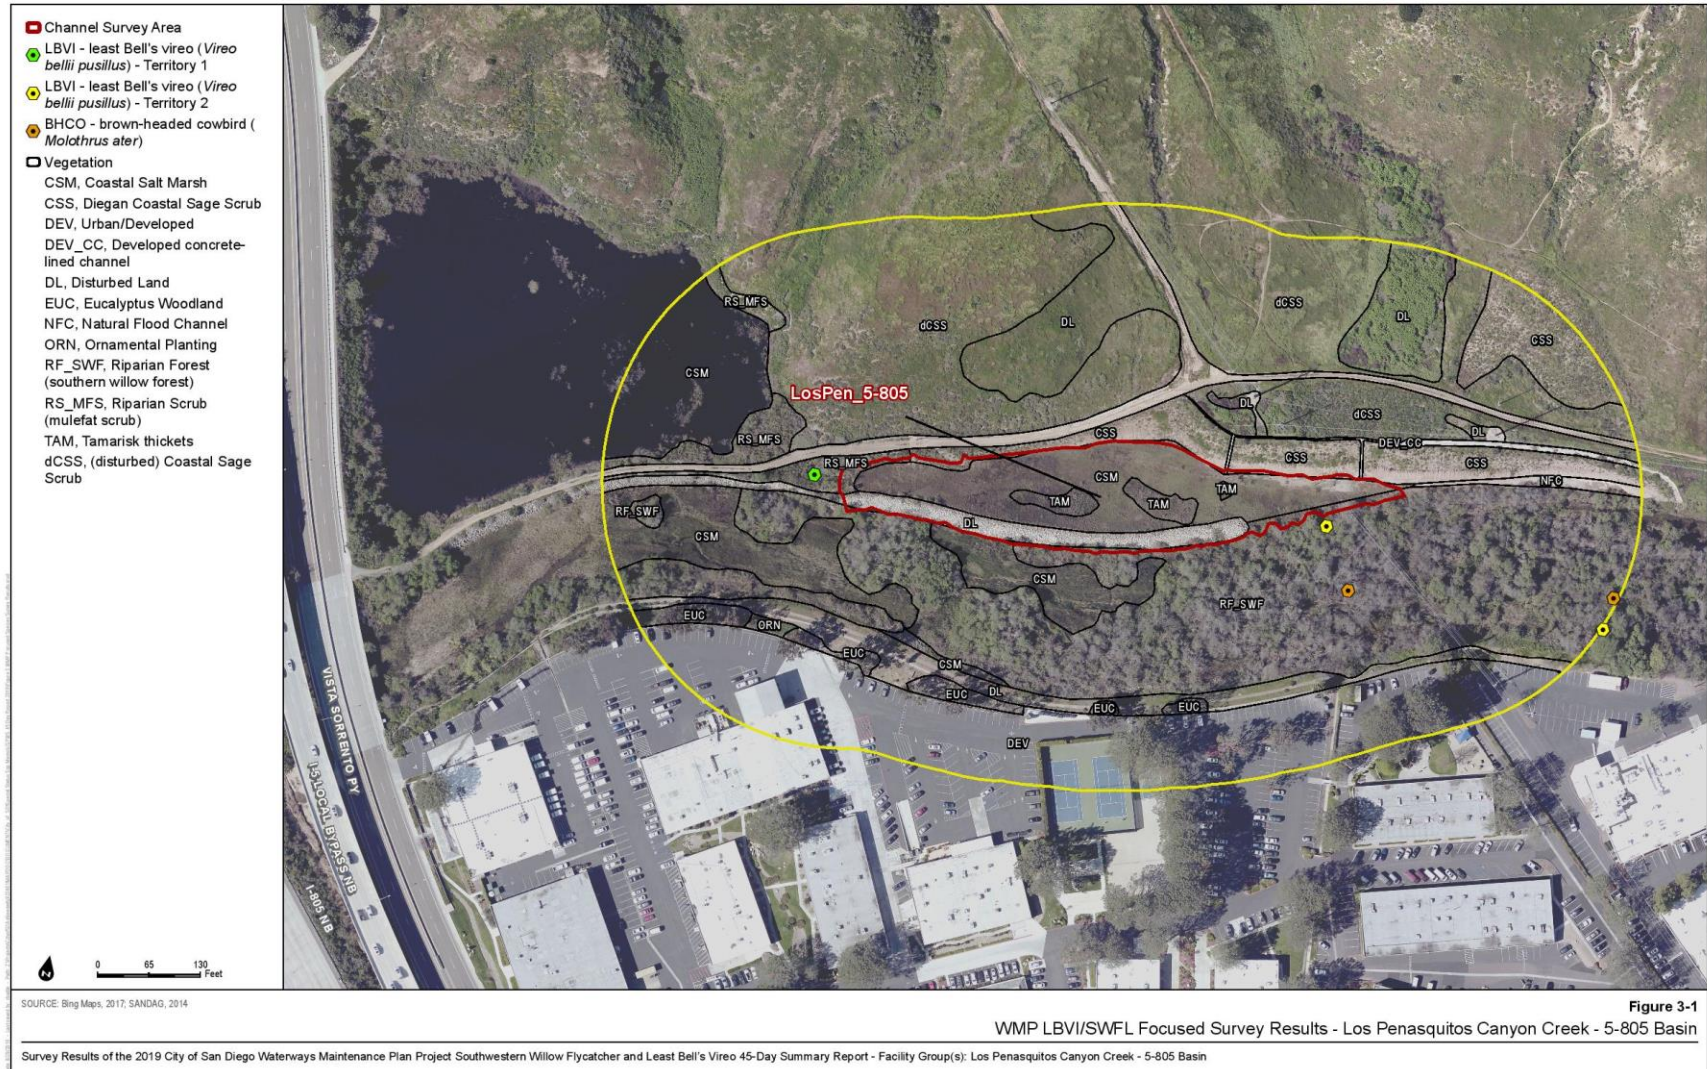 Channel Survey Area
LBVI - least Bell's vireo (Vireo
bellii pusillus) - Territory 1
LBVI - least Bell's vireo (Vireo
bellii pusillus) - Territory 2
BHCO - brown-headed cowbird (
Molothrus ater)
Vegetation
CSM, Coastal Salt Marsh
CSS, Diegan Coastal Sage Scrub
DEV, Urban/Developed
DEV_CC, Developed concrete-
lined channel
DL, Disturbed Land
EUC, Eucalyptus Woodland
NFC, Natural Flood Channel
ORN, Ornamental Planting
RF_SWF, Riparian Forest
(southern willow forest)
RS_MFS, Riparian Scrub
(mulefat scrub)
TAM, Tamarisk thickets
dCSS, (disturbed) Coastal Sage
Scrub
N
0 65 130
Feet
RS_MFS
dCSS
DL
dCSS
DL
CSS
CSM
LosPen_5-805
DL
dCSS
DL
RS_MFS
CSS
DEV_CC
RS_MFS
CSS
CSS
CSM
NFC
TAM
TAM
TAM
RF_SWF
DL
CSM
CSM
RF_SWF
EUC
ORN
EUC
CSM
EUC
DL
EUC
EUC
DEV
VISTA SORRENTO PY
I-5 LOCAL BYPASS NB
I-805 NB
SOURCE: Bing Maps, 2017; SANDAG, 2014
Figure 3-1
WMP LBVI/SWFL Focused Survey Results - Los Penasquitos Canyon Creek - 5-805 Basin
Survey Results of the 2019 City of San Diego Waterways Maintenance Plan Project Southwestern Willow Flycatcher and Least Bell's Vireo 45-Day Summary Report - Facility Group(s): Los Penasquitos Canyon Creek - 5-805 Basin